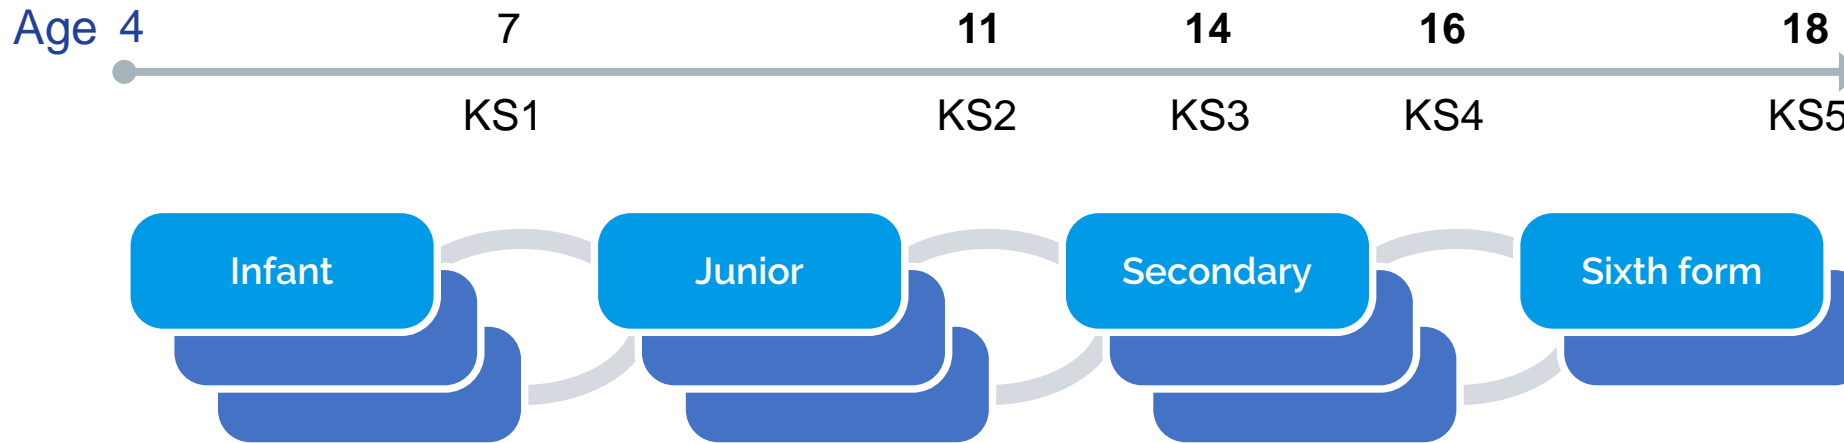 Age 4 7 11 14 16 18
KS1 KS2 KS3 KS4 KS5
Infant Junior Secondary Sixth form